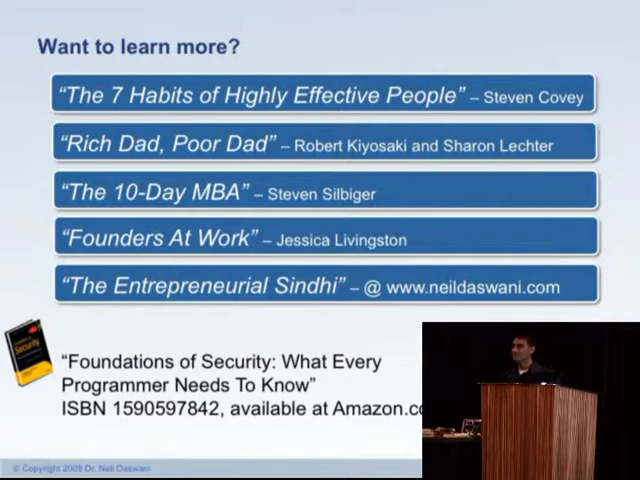 Want to learn more?
“The 7 Habits of Highly Effective People” – Steven Covey
“Rich Dad, Poor Dad” – Robert Kiyosaki and Sharon Lechter
“The 10-Day MBA” – Steven Silbiger
“Founders At Work” – Jessica Livingston
“The Entrepreneurial Sindhi” – @ www.neildaswani.com
Security
“Foundations of Security: What Every
Programmer Needs To Know”
ISBN 1590597842, available at Amazon.co
© Copyright 2008 Dr. Neil Daswani